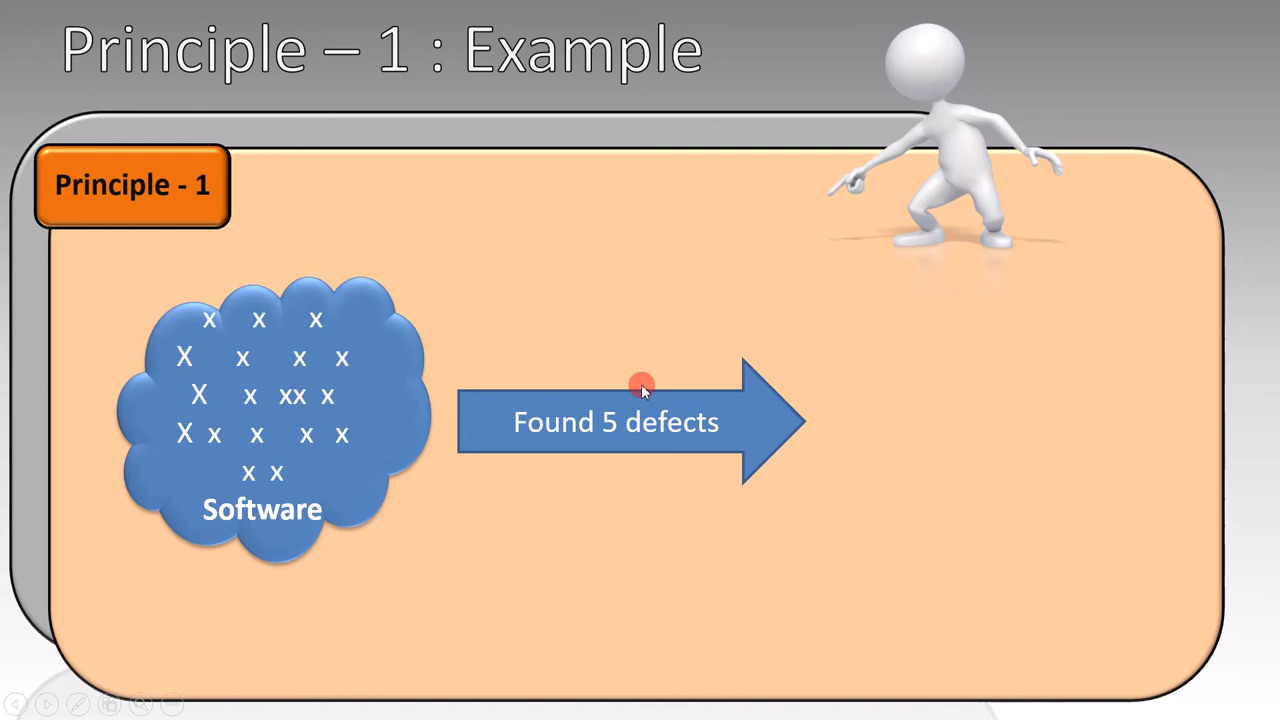 Principle – 1 : Example
Principle - 1
x x x
X x x x
X x xx x
X x x x x
x x
Software
Found 5 defects